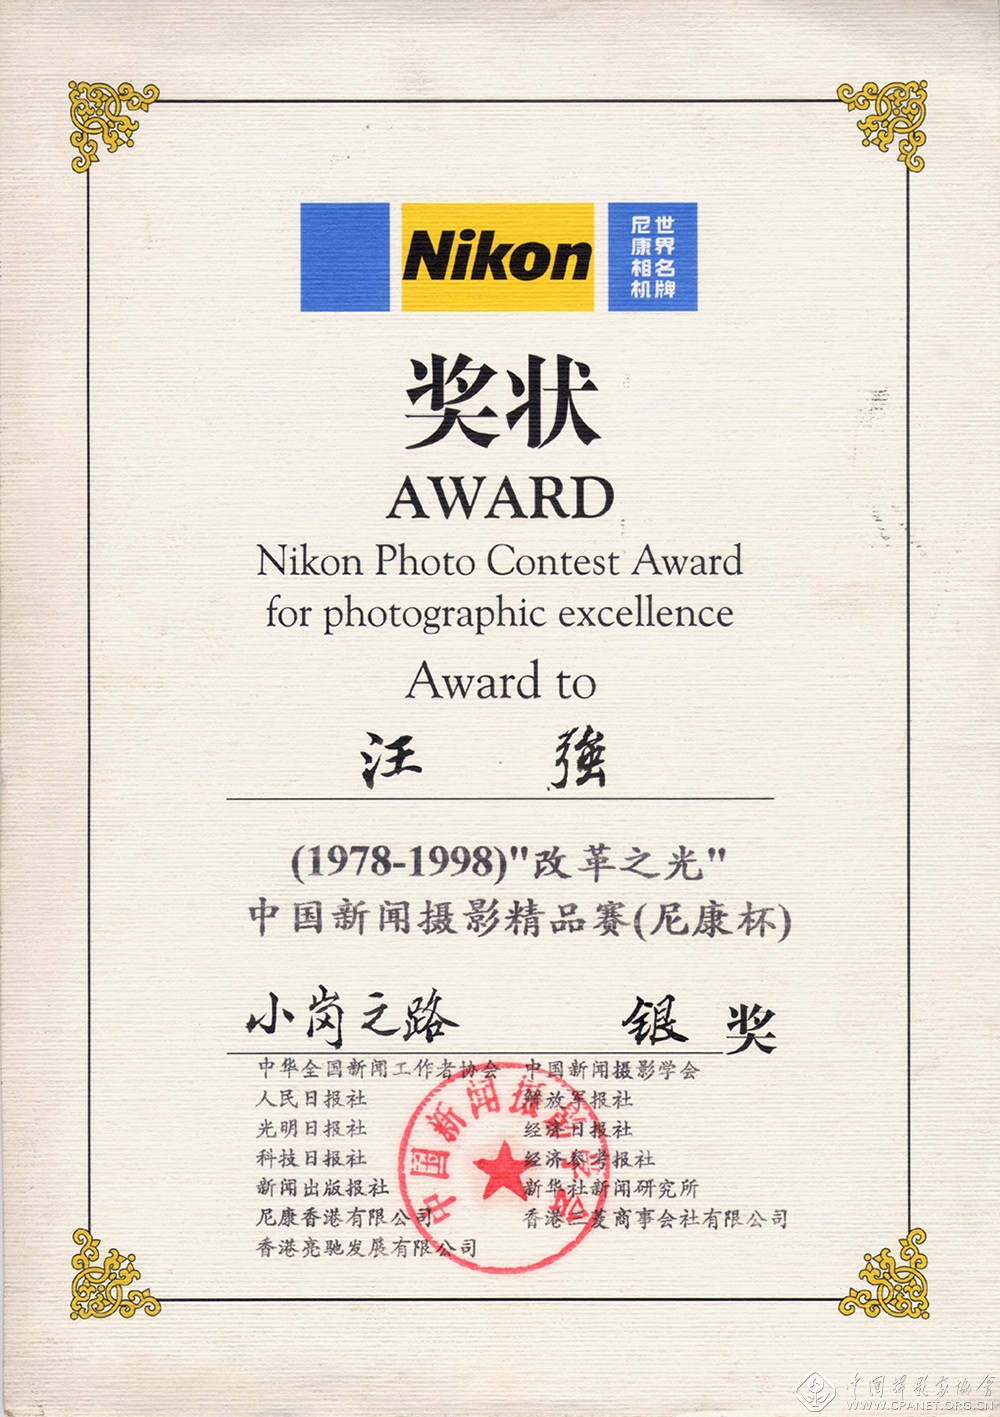 Nikon
世界名牌
尼康相机
奖状
AWARD
Nikon Photo Contest Award
for photographic excellence
Award to
汪 強
(1978-1998)"改革之光"
中国新闻摄影精品赛(尼康杯)
小岗之路 银奖
中华全国新闻工作者协会 中国新闻摄影学会
人民日报社 解放军报社
光明日报社 经济日报社
科技日报社 经济参考报社
新闻出版报社 新华社新闻研究所
尼康香港有限公司 香港三菱商事会社有限公司
香港亮驰发展有限公司
中国新闻摄影学会
中国摄影家协会
WWW.CPANET.ORG.CN